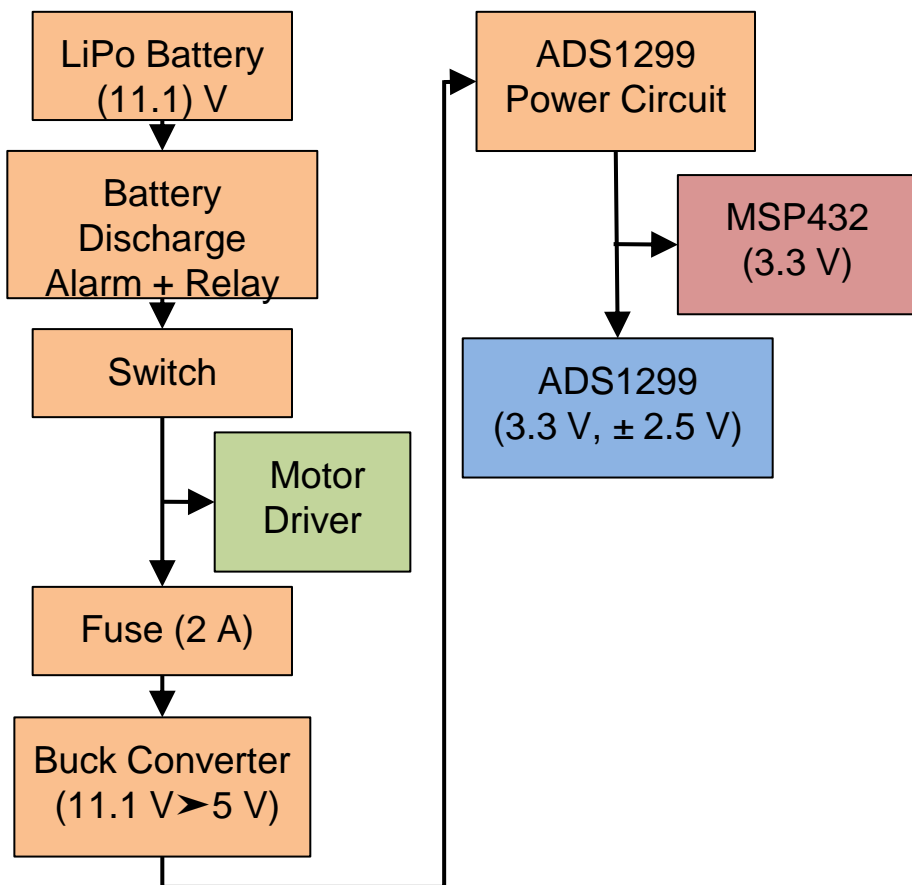 LiPo Battery
(11.1) V
Battery
Discharge
Alarm + Relay
Switch
Motor
Driver
Fuse (2 A)
Buck Converter
(11.1 V➤5 V)
ADS1299
Power Circuit
MSP432
(3.3 V)
ADS1299
(3.3 V, ± 2.5 V)